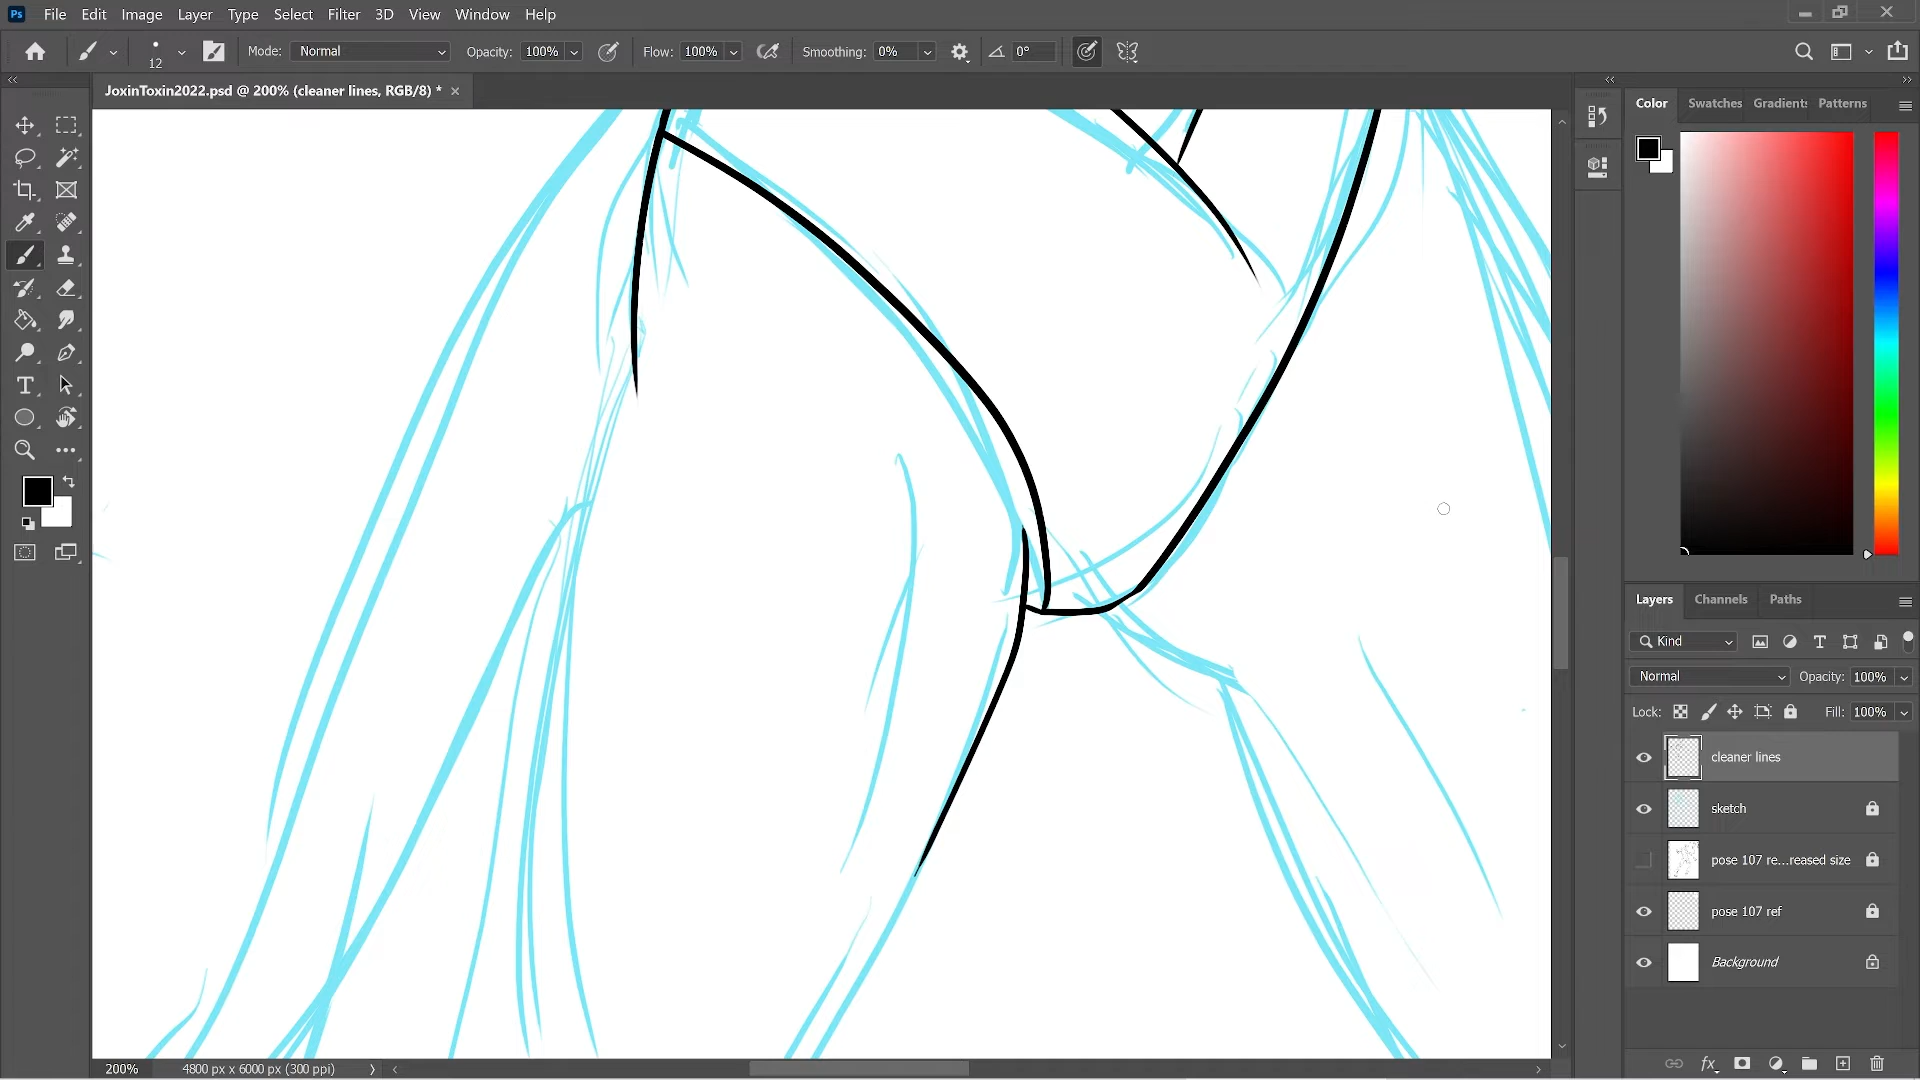 Ps File Edit Image Layer Type Select Filter 3D View Window Help
12 Mode: Normal Opacity: 100% Flow: 100% Smoothing: 0% 0°
JoxinToxin2022.psd @ 200% (cleaner lines, RGB/8) *
Color Swatches Gradient: Patterns
Layers Channels Paths
Kind
Normal Opacity: 100%
Lock: Fill: 100%
cleaner lines
sketch
pose 107 re...reased size
pose 107 ref
Background
200% 4800 px x 6000 px (300 ppi)